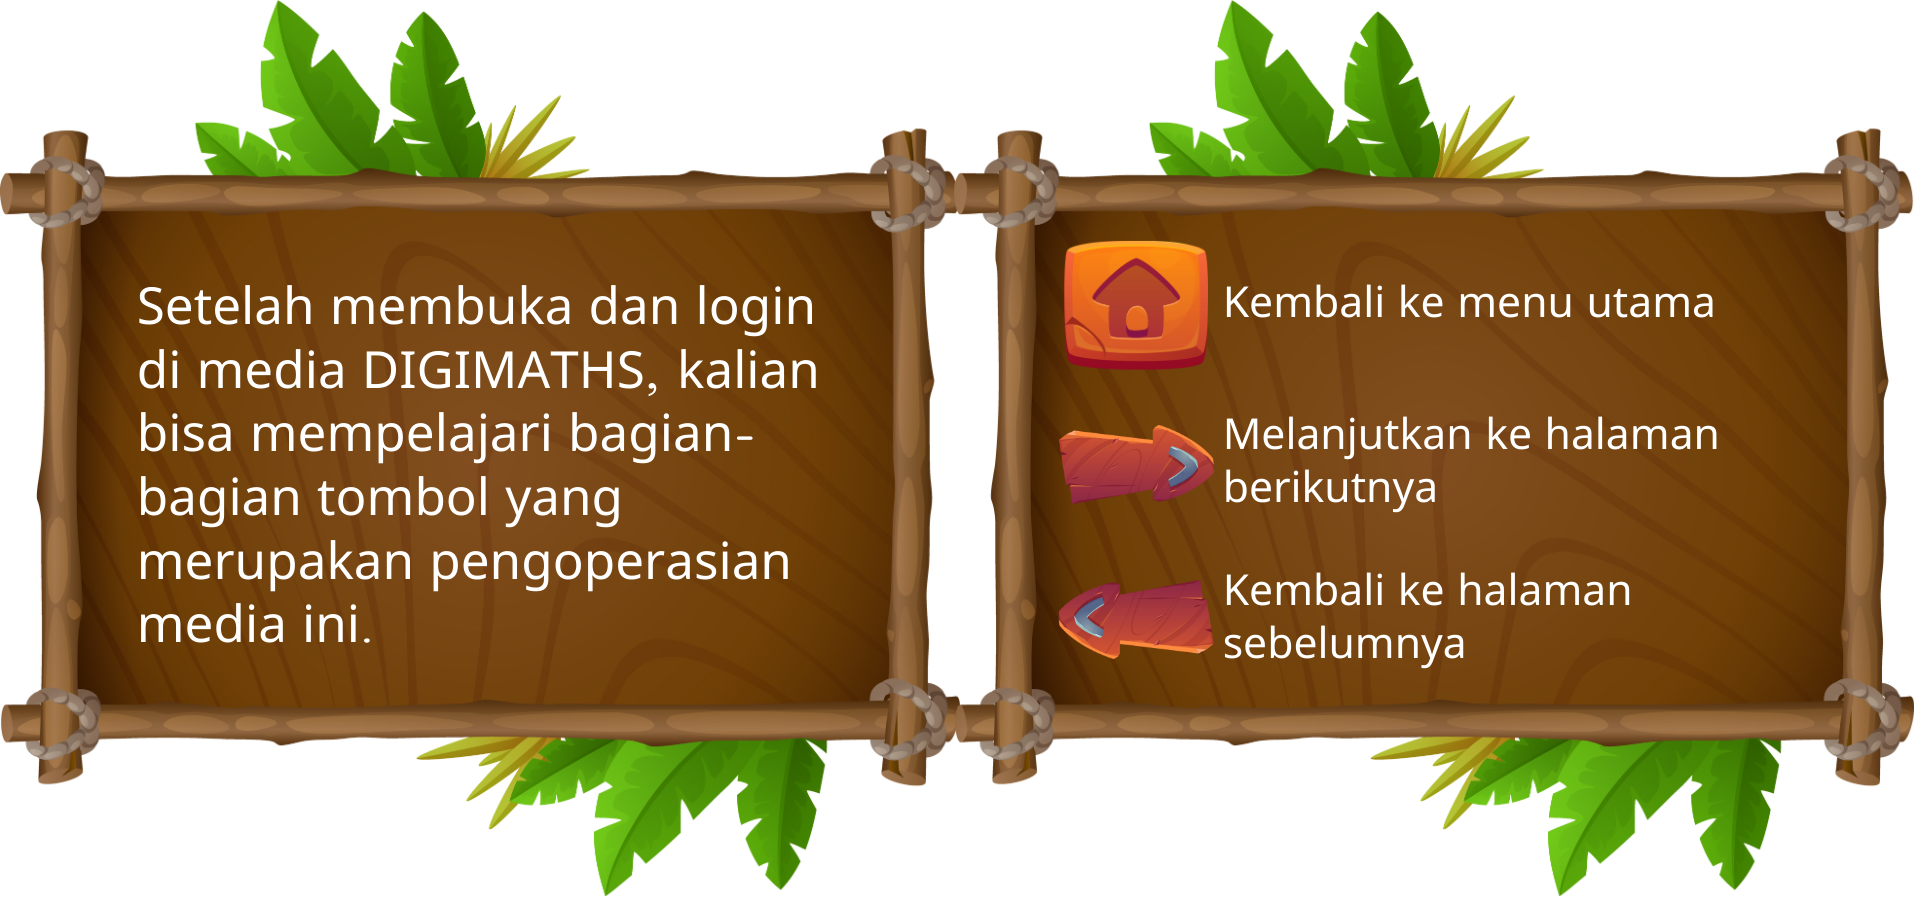 Setelah membuka dan login
di media DIGIMATHS, kalian
bisa mempelajari bagian-
bagian tombol yang
merupakan pengoperasian
media ini.
Kembali ke menu utama
Melanjutkan ke halaman
berikutnya
Kembali ke halaman
sebelumnya